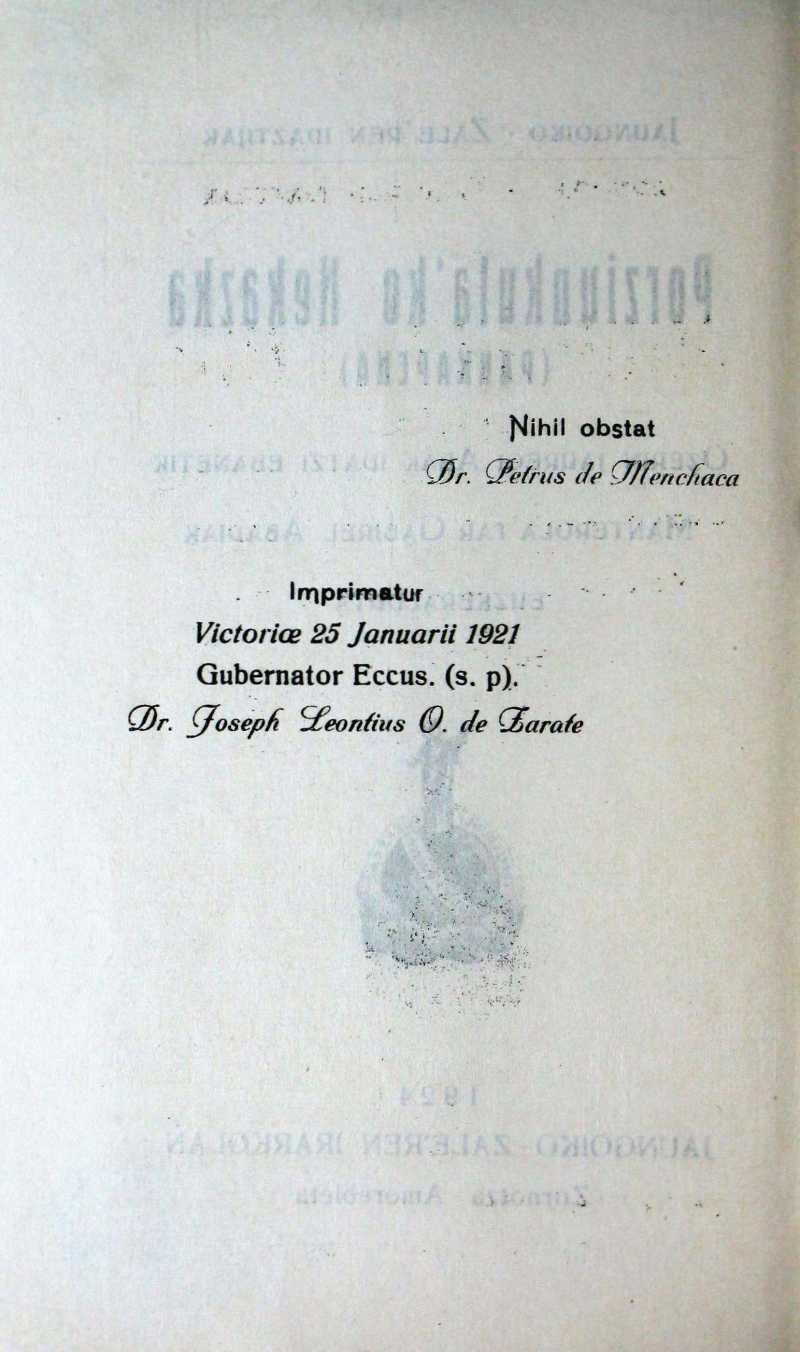 Nihil obstat
Dr. Petrus de Menchaca
Imprimatur
Victoriæ 25 Januarii 1921
Gubernator Eccus. (s. p).
Dr. Joseph Leontius O. de Zarate